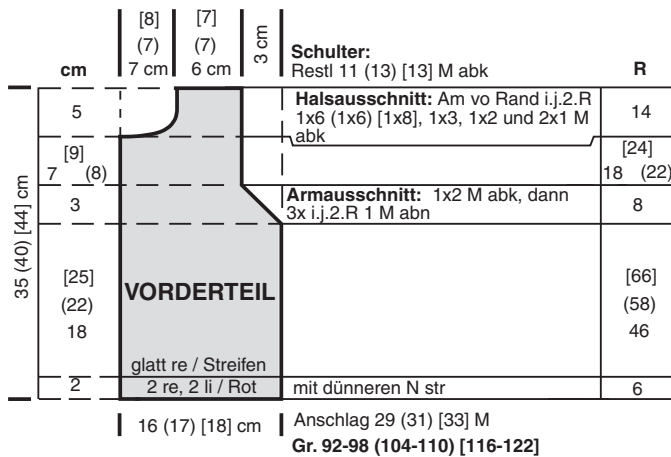 [8] [7]
(7) (7)
7 cm 6 cm 3 cm
cm
Schulter:
Restl 11 (13) [13] M abk
R
5
Halsausschnitt: Am vo Rand i.j.2.R
1x6 (1x6) [1x8], 1x3, 1x2 und 2x1 M
abk
14
[9]
7 (8)
[24]
18 (22)
3
Armausschnitt: 1x2 M abk, dann
3x i.j.2.R 1 M abn
8
35 (40) [44] cm
[25]
(22)
18
VORDERTEIL
[66]
(58)
46
glatt re / Streifen
2
2 re, 2 li / Rot
mit dünneren N str
6
16 (17) [18] cm
Anschlag 29 (31) [33] M
Gr. 92-98 (104-110) [116-122]